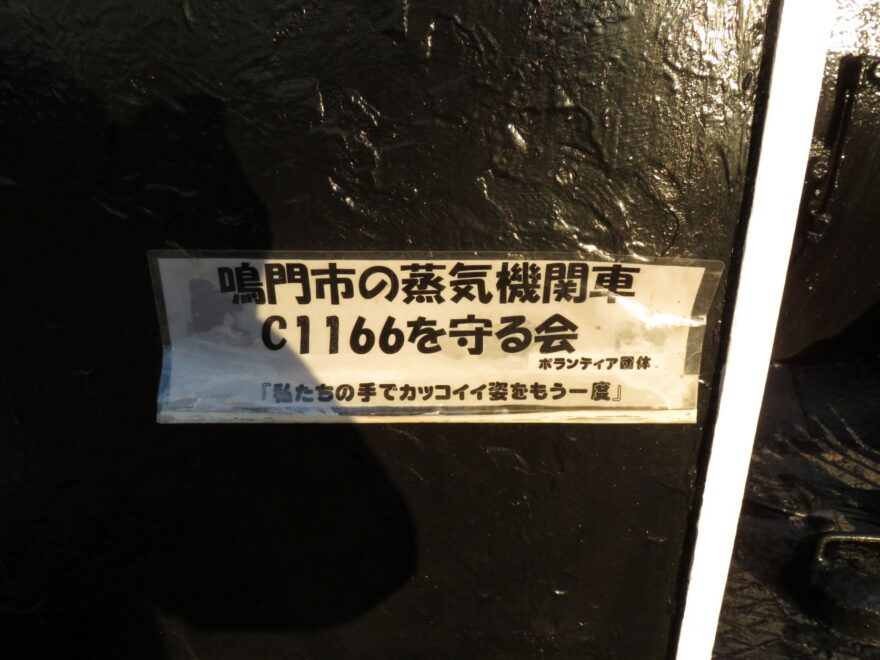 鳴門市の蒸気機関車
C1166を守る会
ボランティア団体
『私たちの手でカッコイイ姿をもう一度』